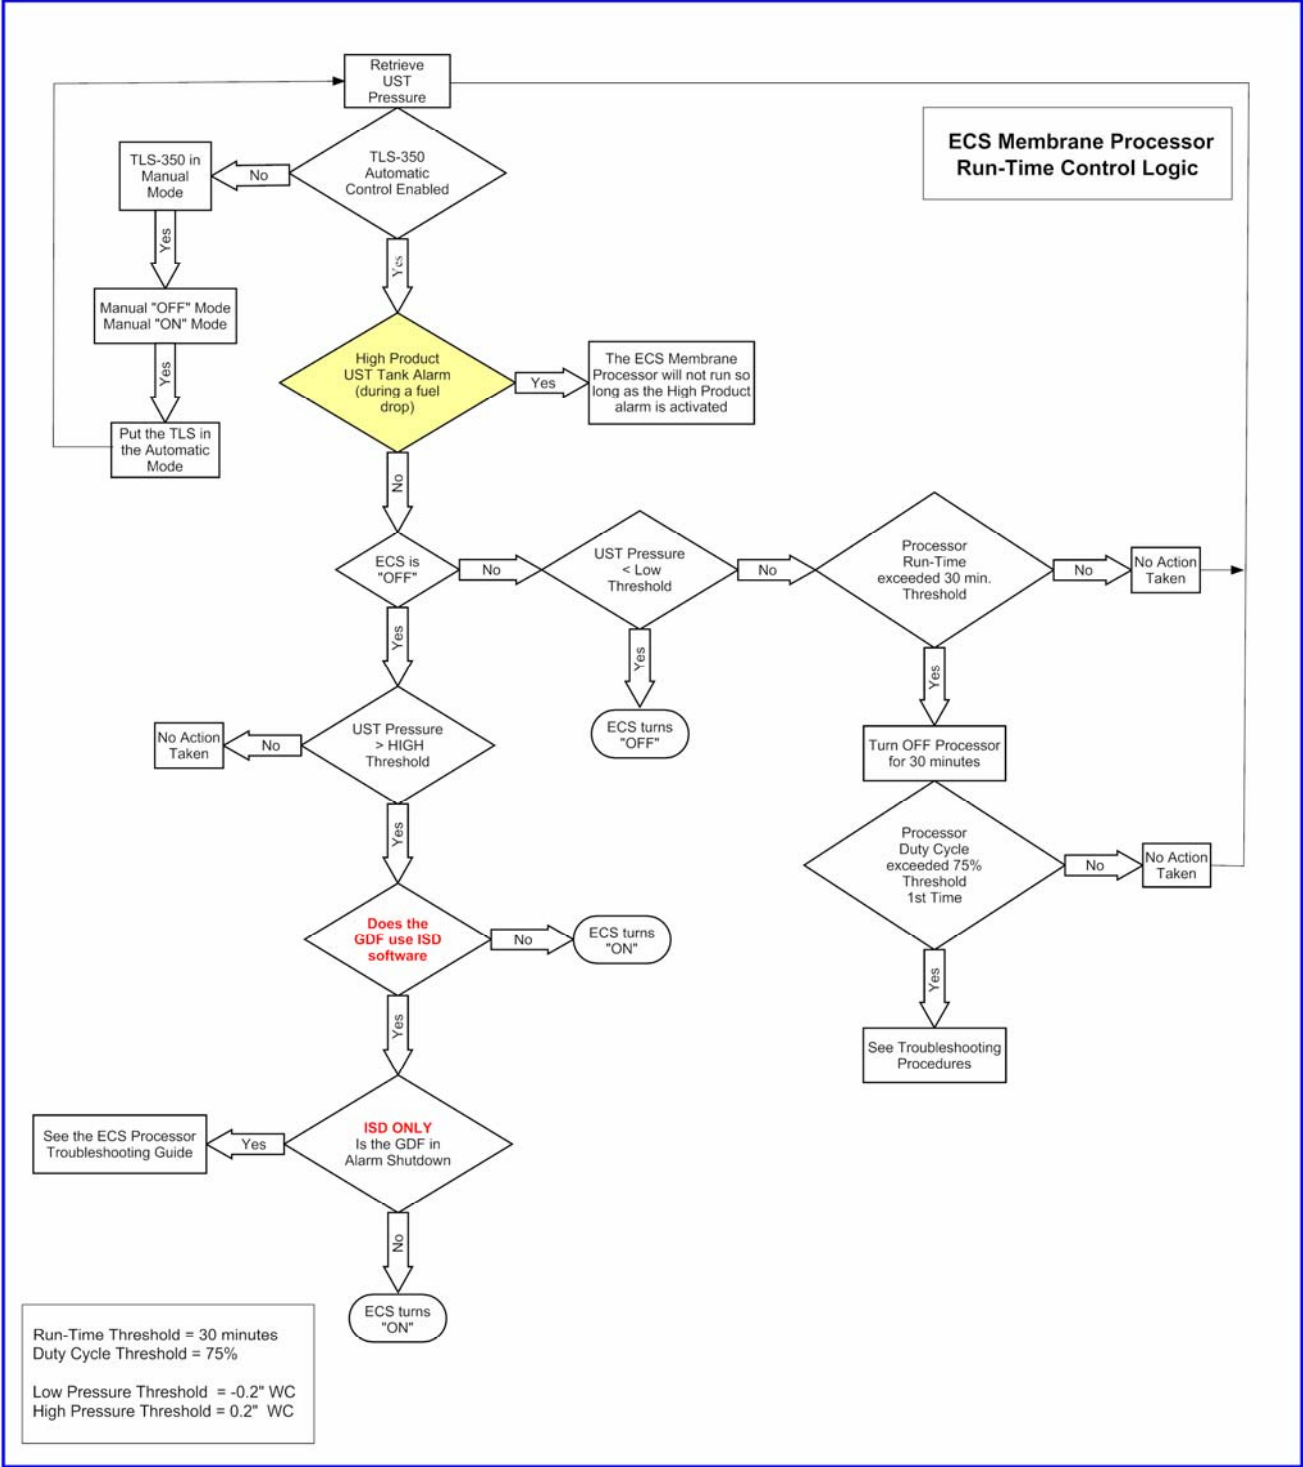 Retrieve
UST
Pressure
ECS Membrane Processor
Run-Time Control Logic
TLS-350
Automatic
Control Enabled
No
TLS-350 in
Manual
Mode
Yes
Manual "OFF" Mode
Manual "ON" Mode
Yes
Put the TLS in
the Automatic
Mode
Yes
High Product
UST Tank Alarm
(during a fuel
drop)
Yes
The ECS Membrane
Processor will not run so
long as the High Product
alarm is activated
No
ECS is
"OFF"
No
UST Pressure
< Low
Threshold
No
Processor
Run-Time
exceeded 30 min.
Threshold
No
No Action
Taken
Yes
ECS turns
"OFF"
Yes
Turn OFF Processor
for 30 minutes
Processor
Duty Cycle
exceeded 75%
Threshold
1st Time
No
No Action
Taken
Yes
See Troubleshooting
Procedures
Yes
UST Pressure
> HIGH
Threshold
No
No Action
Taken
Yes
Does the
GDF use ISD
software
No
ECS turns
"ON"
Yes
ISD ONLY
Is the GDF in
Alarm Shutdown
Yes
See the ECS Processor
Troubleshooting Guide
No
ECS turns
"ON"
Run-Time Threshold = 30 minutes
Duty Cycle Threshold = 75%
Low Pressure Threshold = -0.2" WC
High Pressure Threshold = 0.2" WC